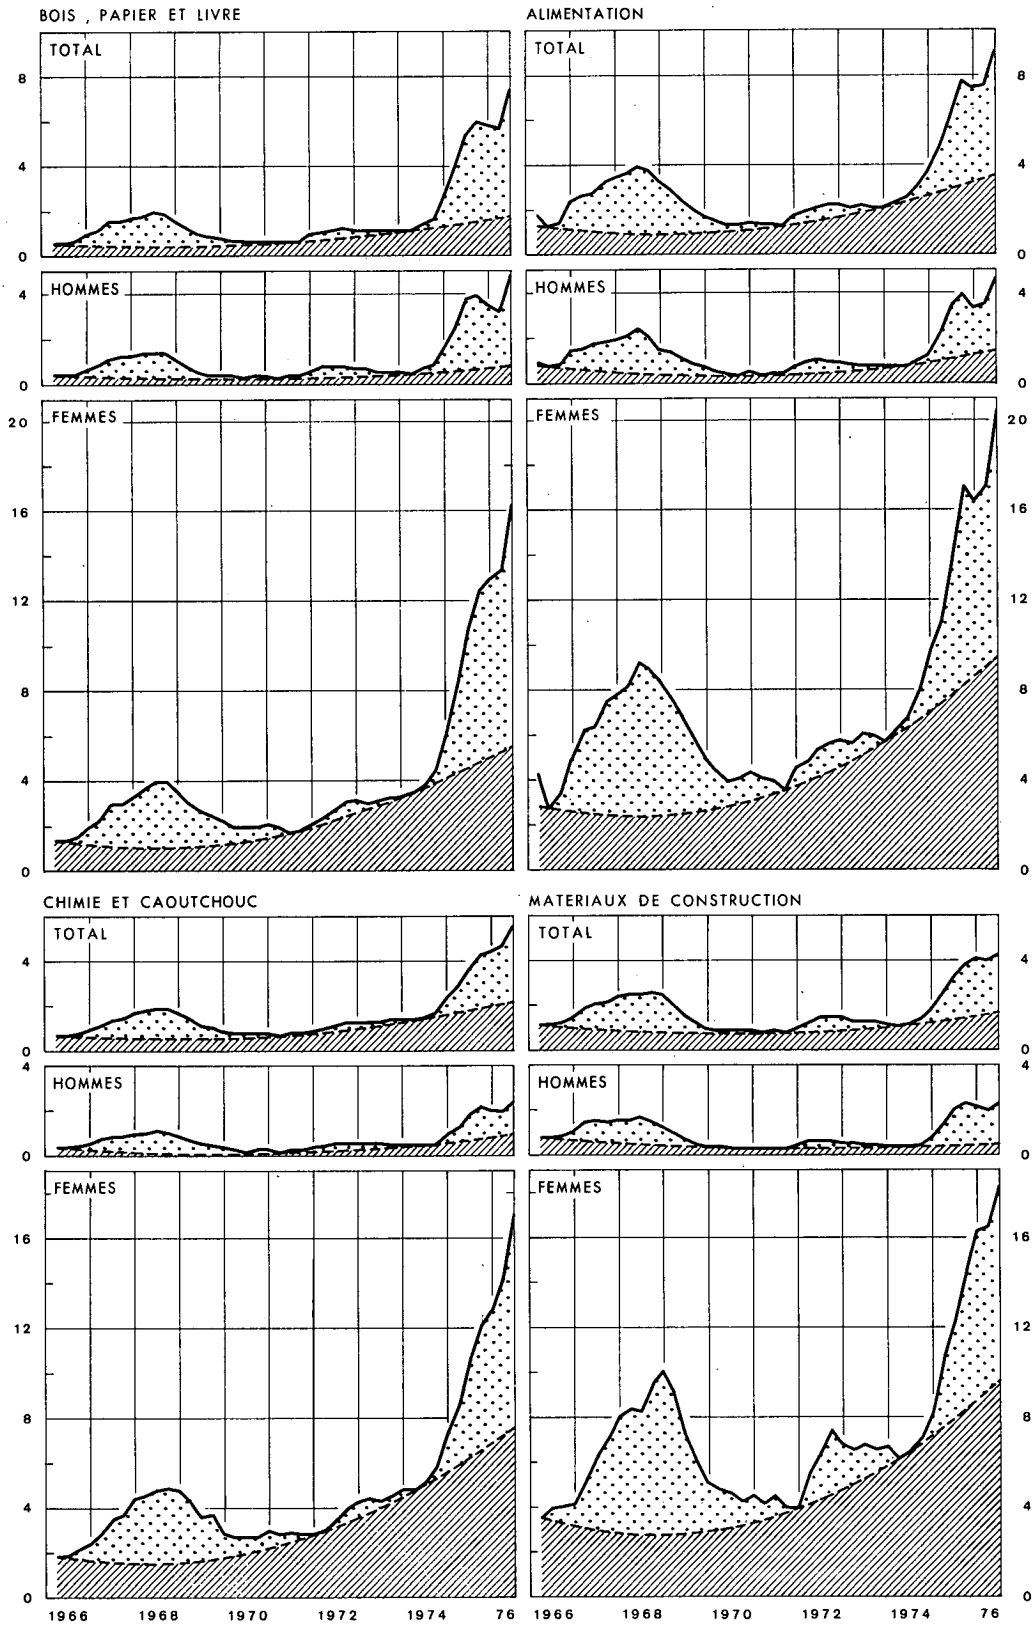 BOIS , PAPIER ET LIVRE
TOTAL
8
4
0
HOMMES
4
0
FEMMES
20
16
12
8
4
0
ALIMENTATION
TOTAL
8
4
0
HOMMES
4
0
FEMMES
20
16
12
8
4
0
CHIMIE ET CAOUTCHOUC
TOTAL
4
0
HOMMES
4
0
FEMMES
16
12
8
4
0
1966 1968 1970 1972 1974 76
MATERIAUX DE CONSTRUCTION
TOTAL
4
0
HOMMES
4
0
FEMMES
16
12
8
4
0
1966 1968 1970 1972 1974 76